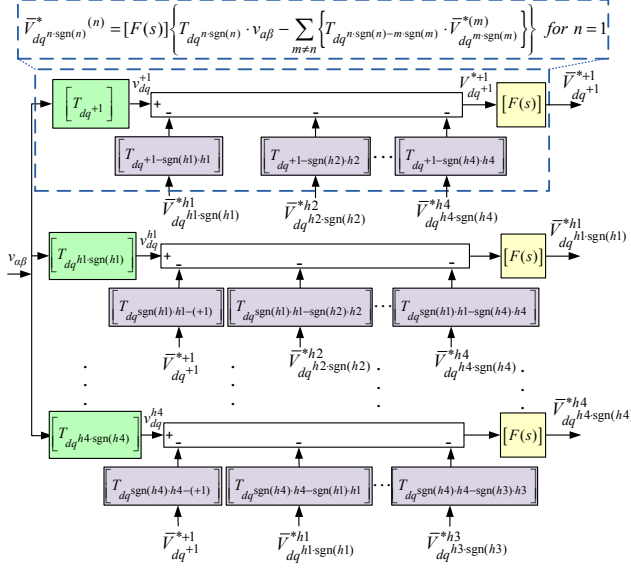 V̅*_{dq^{n·sgn(n)}}^{(n)} = [F(s)]{T_{dq^{n·sgn(n)}} · v_{αβ} − ∑_{m≠n} {T_{dq^{n·sgn(n)−m·sgn(m)}} · V̅^{*(m)}_{dq^{m·sgn(m)}}}} for n = 1
[T_{dq^{+1}}] v_{dq}^{+1} + - - - V^{*+1}_{dq^{+1}} [F(s)] V̅^{*+1}_{dq^{+1}}
[T_{dq^{+1−sgn(h1)·h1}}] [T_{dq^{+1−sgn(h2)·h2}}] ... [T_{dq^{+1−sgn(h4)·h4}}]
V̅^{*h1}_{dq^{h1·sgn(h1)}} V̅^{*h2}_{dq^{h2·sgn(h2)}} V̅^{*h4}_{dq^{h4·sgn(h4)}}
v_{αβ} [T_{dq^{h1·sgn(h1)}}] v_{dq}^{h1} + - - - [F(s)] V̅^{*h1}_{dq^{h1·sgn(h1)}}
[T_{dq^{sgn(h1)·h1−(+1)}}] [T_{dq^{sgn(h1)·h1−sgn(h2)·h2}}] ... [T_{dq^{sgn(h1)·h1−sgn(h4)·h4}}]
V̅^{*+1}_{dq^{+1}} V̅^{*h2}_{dq^{h2·sgn(h2)}} V̅^{*h4}_{dq^{h4·sgn(h4)}}
[T_{dq^{h4·sgn(h4)}}] v_{dq}^{h4} + - - - [F(s)] V̅^{*h4}_{dq^{h4·sgn(h4)}}
[T_{dq^{sgn(h4)·h4−(+1)}}] [T_{dq^{sgn(h4)·h4−sgn(h1)·h1}}] ... [T_{dq^{sgn(h4)·h4−sgn(h3)·h3}}]
V̅^{*+1}_{dq^{+1}} V̅^{*h1}_{dq^{h1·sgn(h1)}} V̅^{*h3}_{dq^{h3·sgn(h3)}}